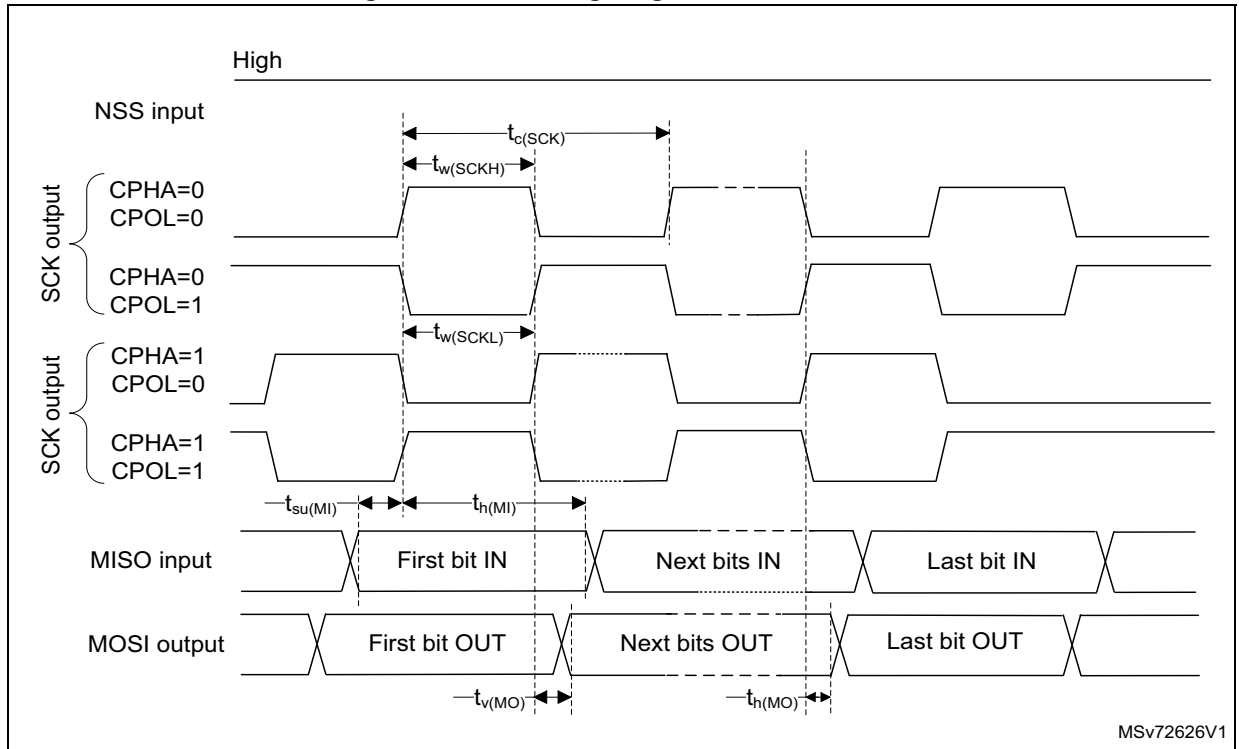 High
NSS input
tc(SCK)
tw(SCKH)
SCK output
CPHA=0
CPOL=0
CPHA=0
CPOL=1
tw(SCKL)
SCK output
CPHA=1
CPOL=0
CPHA=1
CPOL=1
tsu(MI)
th(MI)
MISO input
First bit IN
Next bits IN
Last bit IN
MOSI output
First bit OUT
Next bits OUT
Last bit OUT
tv(MO)
th(MO)
MSv72626V1